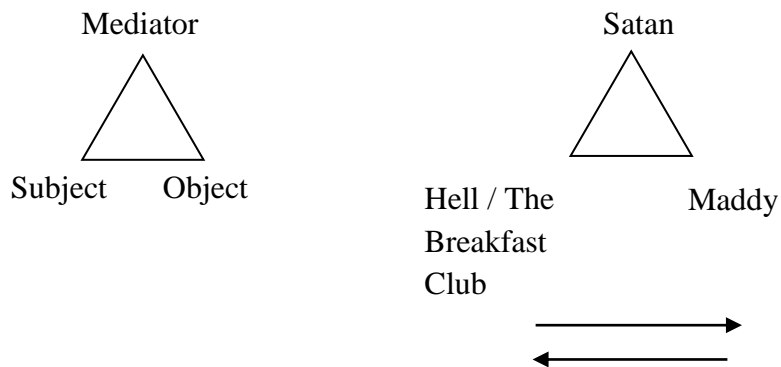 Mediator
Subject Object
Satan
Hell / The
Breakfast
Club
Maddy